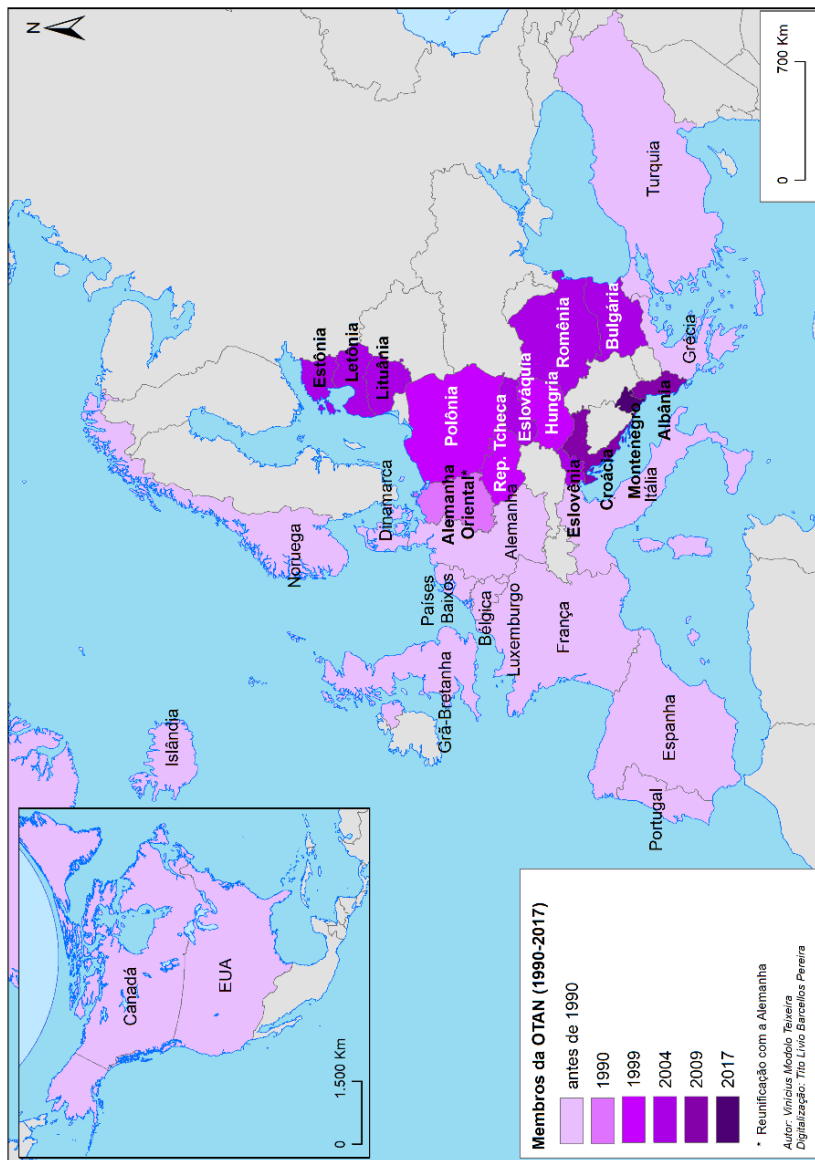 N
Canadá
EUA
0
1.500 Km
Islândia
Noruega
Dinamarca
Estônia
Letônia
Lituânia
Países
Baixos
Grã-Bretanha
Bélgica
Luxemburgo
Alemanha
Oriental*
Alemanha
Polônia
Rep. Tcheca
Eslováquia
Hungria
Romênia
Bulgária
França
Eslovênia
Croácia
Montenegro
Itália
Albânia
Grécia
Turquia
Portugal
Espanha
0
700 Km
Membros da OTAN (1990-2017)
antes de 1990
1990
1999
2004
2009
2017
* Reunificação com a Alemanha
Autor: Vinicius Modolo Teixeira
Digitalização: Tito Lívio Barcellos Pereira